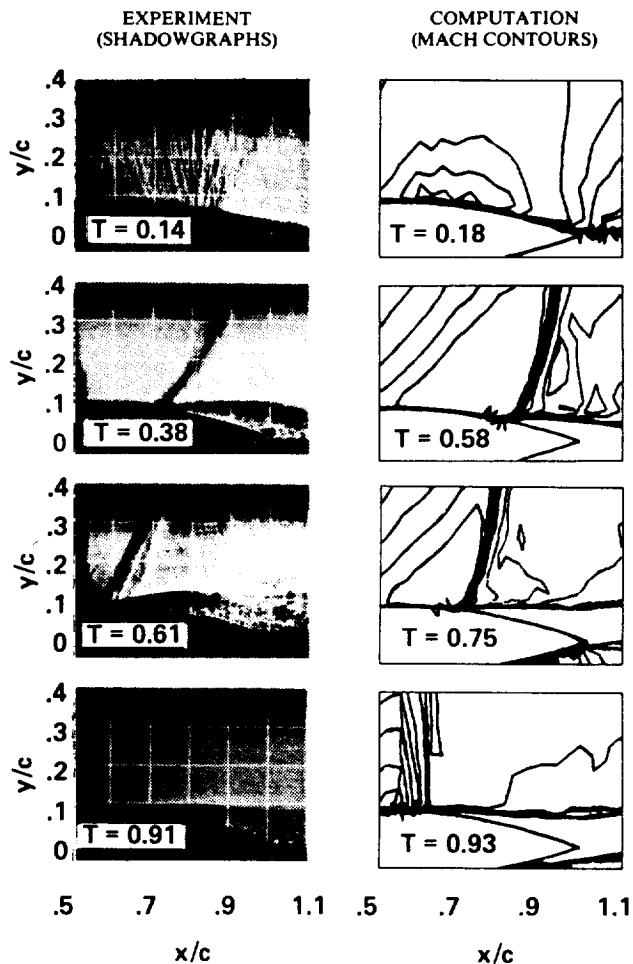 EXPERIMENT
(SHADOWGRAPHS)
COMPUTATION
(MACH CONTOURS)
.4
.3
.2
.1
0
y/c
T = 0.14
T = 0.18
.4
.3
.2
.1
0
y/c
T = 0.38
T = 0.58
.4
.3
.2
.1
0
y/c
T = 0.61
T = 0.75
.4
.3
.2
.1
0
y/c
T = 0.91
T = 0.93
.5 .7 .9 1.1
.5 .7 .9 1.1
x/c
x/c